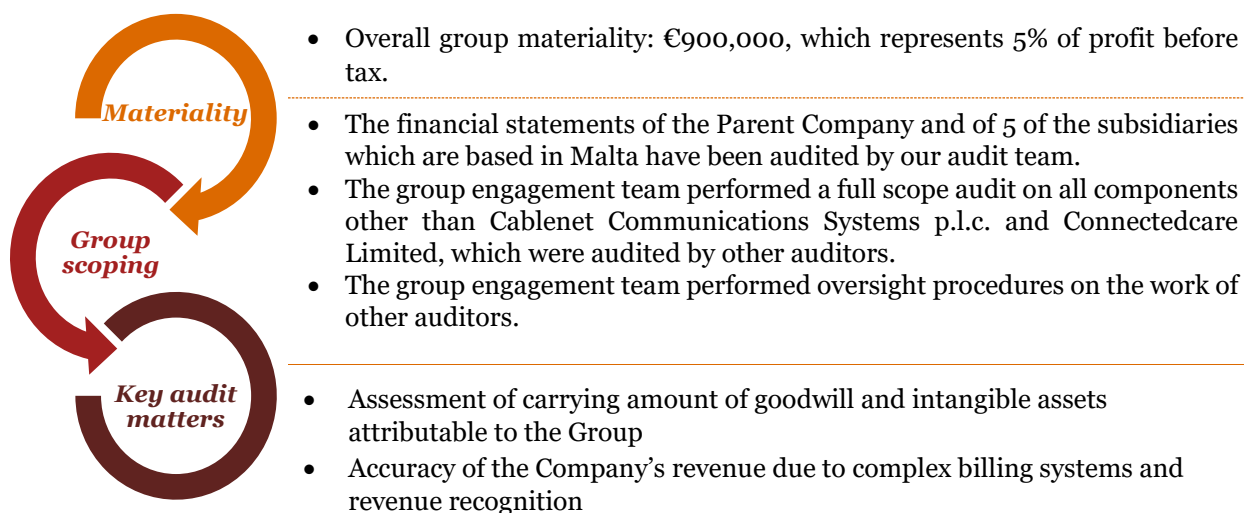 Materiality
• Overall group materiality: €900,000, which represents 5% of profit before
tax.
Group
scoping
• The financial statements of the Parent Company and of 5 of the subsidiaries
which are based in Malta have been audited by our audit team.
• The group engagement team performed a full scope audit on all components
other than Cablenet Communications Systems p.l.c. and Connectedcare
Limited, which were audited by other auditors.
• The group engagement team performed oversight procedures on the work of
other auditors.
Key audit
matters
• Assessment of carrying amount of goodwill and intangible assets
attributable to the Group
• Accuracy of the Company’s revenue due to complex billing systems and
revenue recognition